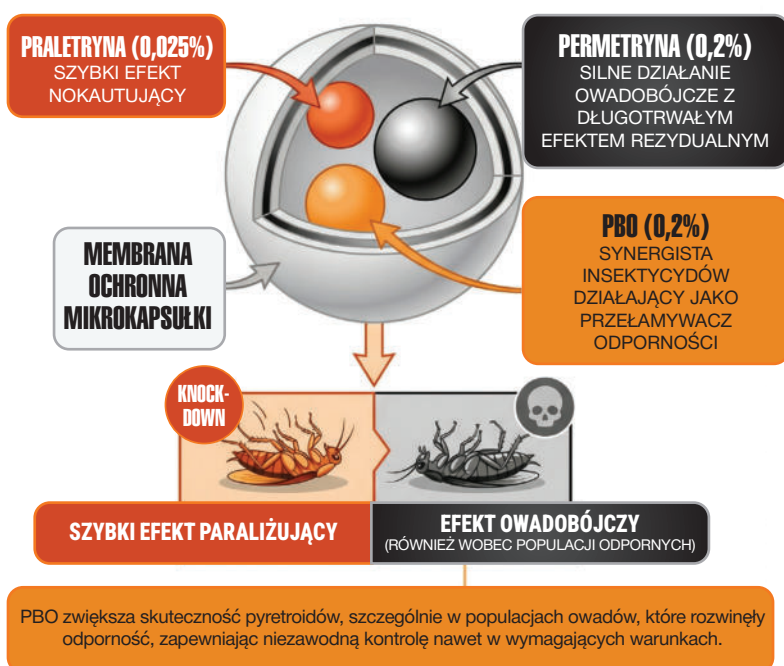 PRALETRYNA (0,025%)
SZYBKI EFEKT
NOKAUTUJĄCY
PERMETRYNA (0,2%)
SILNE DZIAŁANIE
OWADOBÓJCZE Z
DŁUGOTRWAŁYM
EFEKTEM REZYDUALNYM
MEMBRANA
OCHRONNA
MIKROKAPSUŁKI
PBO (0,2%)
SYNERGISTA
INSEKTYCYDÓW
DZIAŁAJĄCY JAKO
PRZEŁAMYWACZ
ODPORNOŚCI
KNOCK-
DOWN
SZYBKI EFEKT PARALIŻUJĄCY
EFEKT OWADOBÓJCZY
(RÓWNIEŻ WOBEC POPULACJI ODPORNYCH)
PBO zwiększa skuteczność pyretroidów, szczególnie w populacjach owadów, które rozwinęły
odporność, zapewniając niezawodną kontrolę nawet w wymagających warunkach.